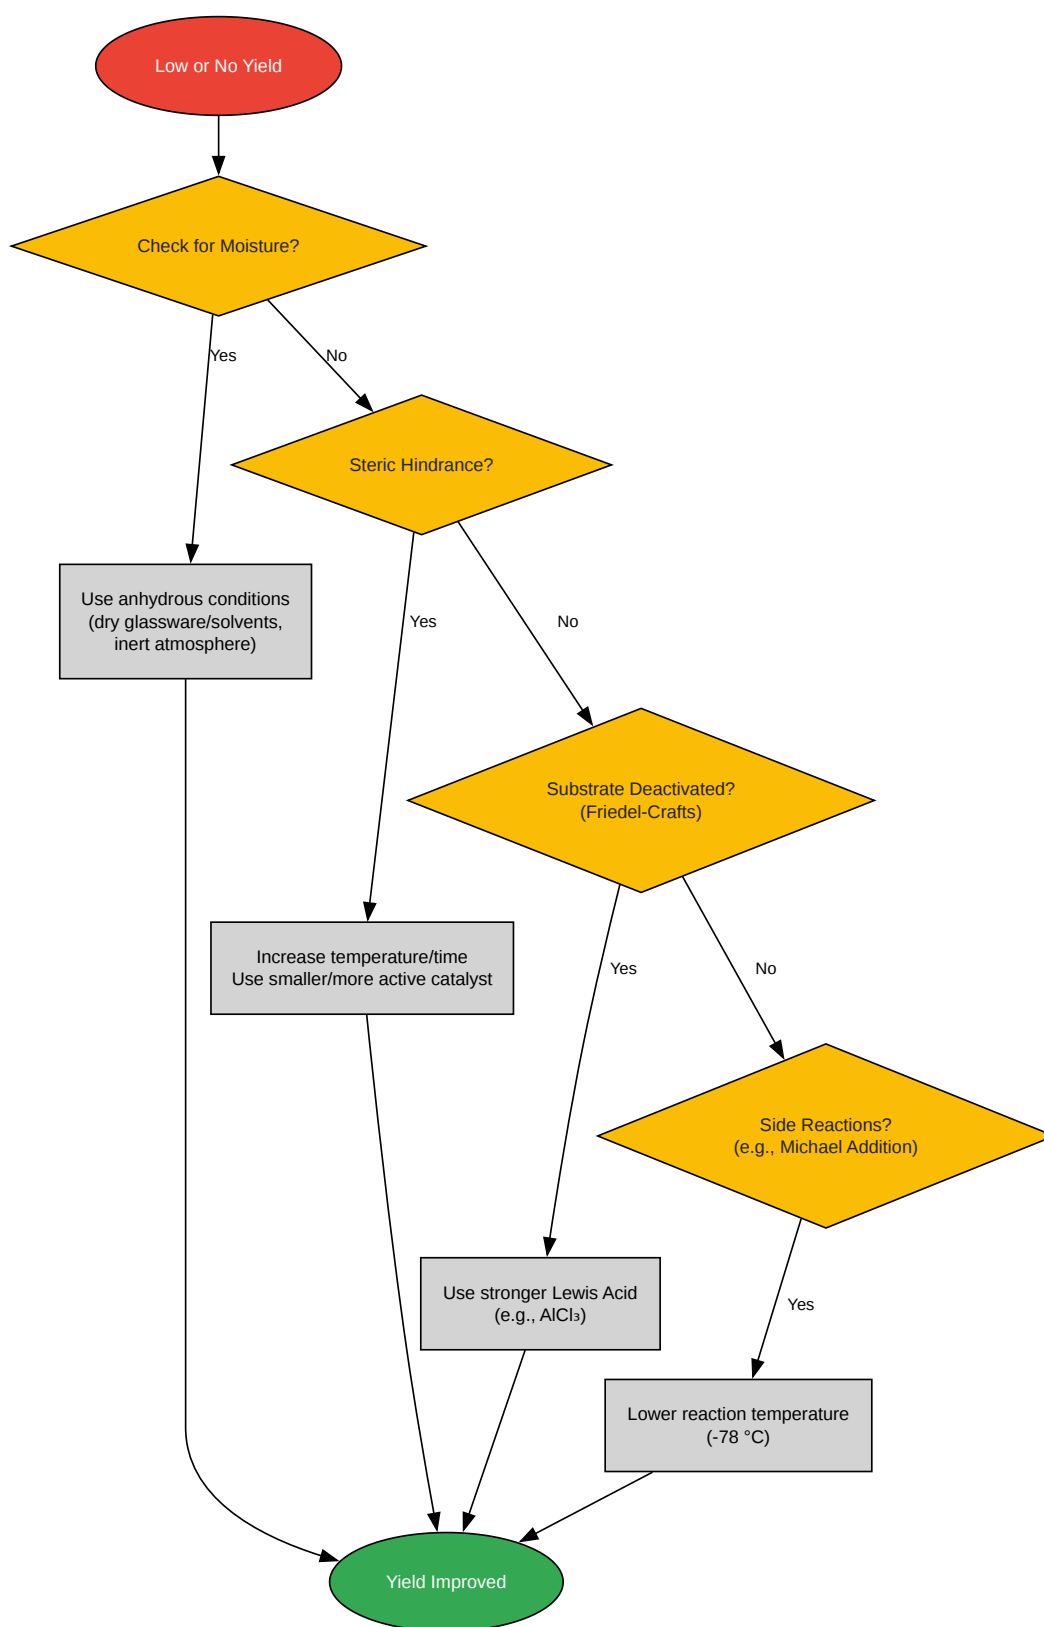 Low or No Yield
Check for Moisture?
Yes
No
Steric Hindrance?
Use anhydrous conditions
(dry glassware/solvents,
inert atmosphere)
Yes
No
Substrate Deactivated?
(Friedel-Crafts)
Increase temperature/time
Use smaller/more active catalyst
Yes
No
Side Reactions?
(e.g., Michael Addition)
Use stronger Lewis Acid
(e.g., AlCl₃)
Yes
Lower reaction temperature
(-78 °C)
Yield Improved